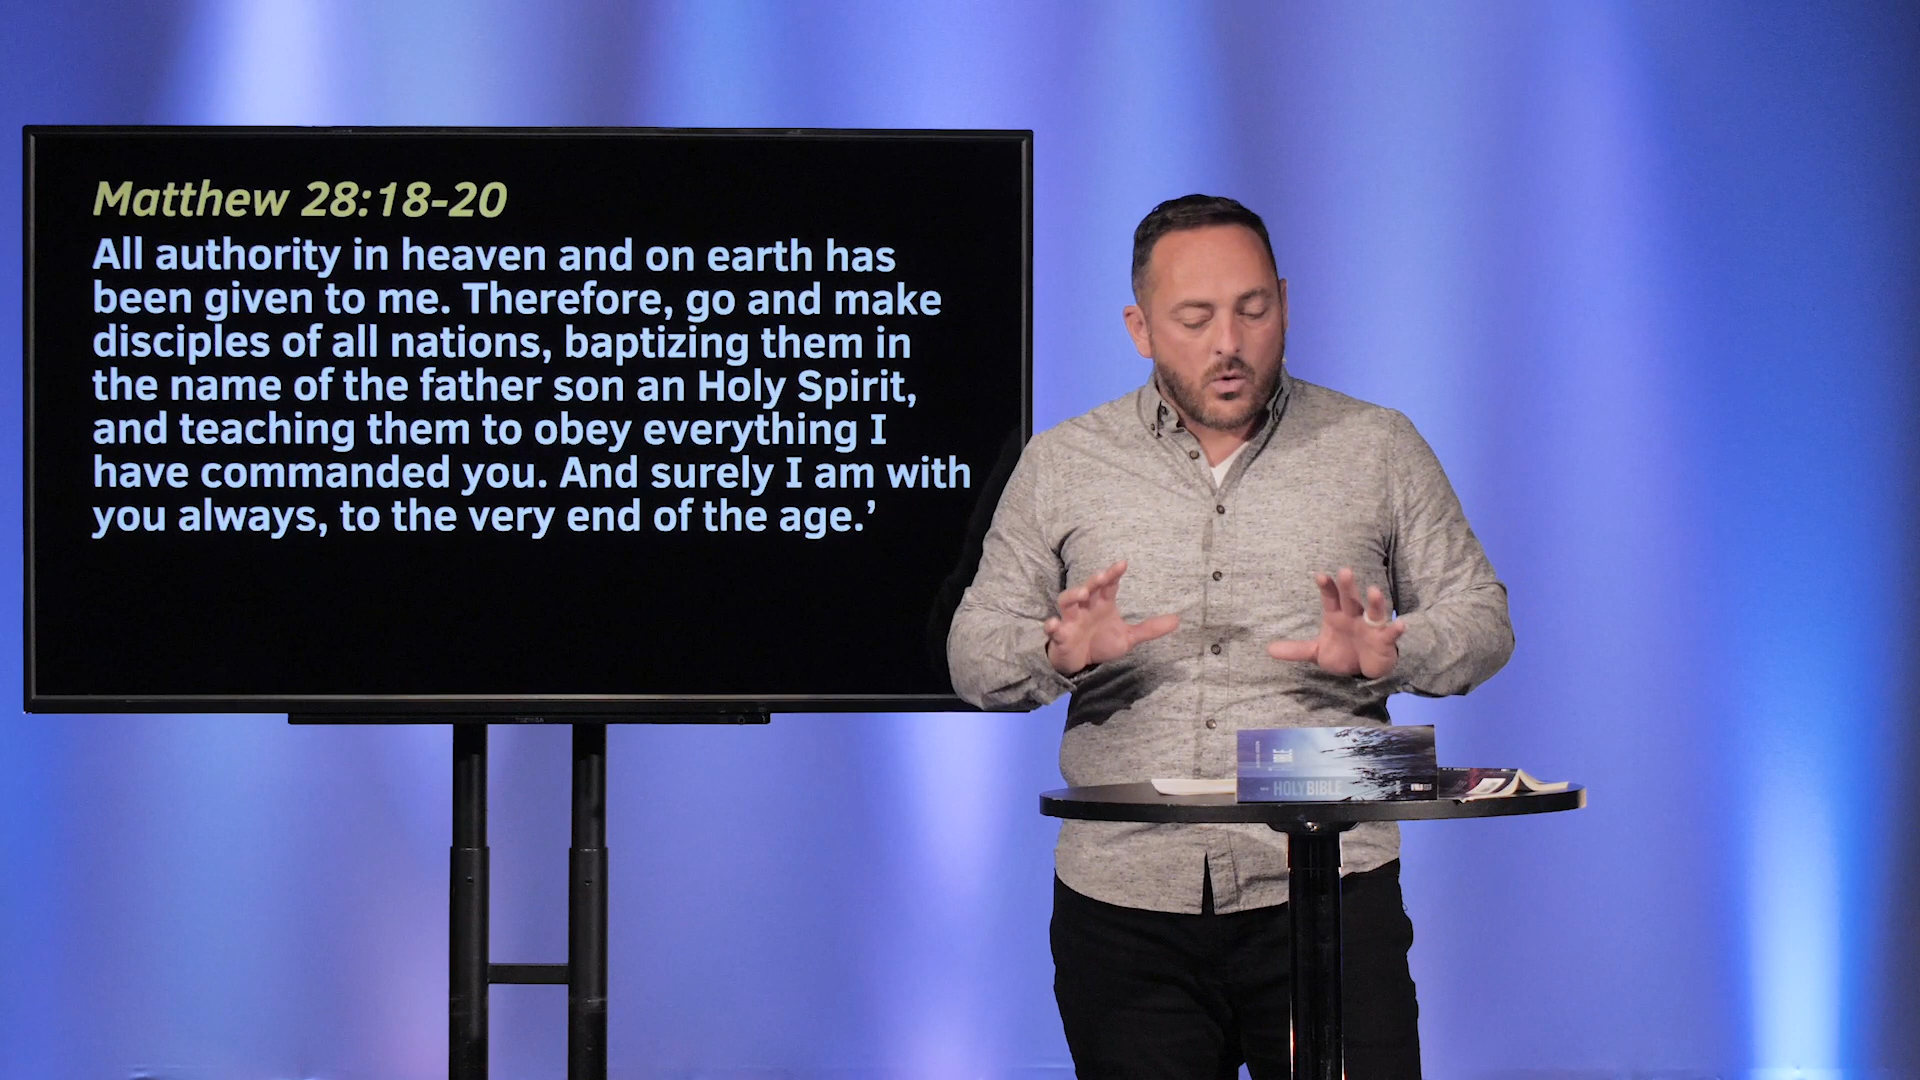 Matthew 28:18-20
All authority in heaven and on earth has
been given to me. Therefore, go and make
disciples of all nations, baptizing them in
the name of the father son an Holy Spirit,
and teaching them to obey everything I
have commanded you. And surely I am with
you always, to the very end of the age.’
TOSHIBA
HOLY BIBLE